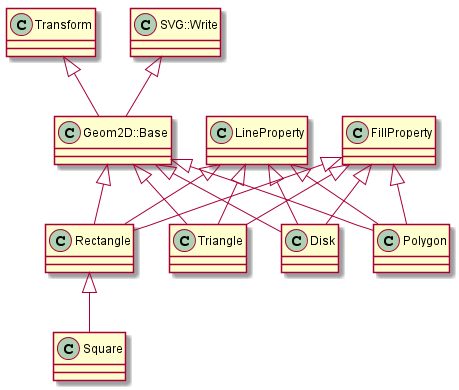 C Transform
C SVG::Write
C Geom2D::Base
C LineProperty
C FillProperty
C Rectangle
C Triangle
C Disk
C Polygon
C Square